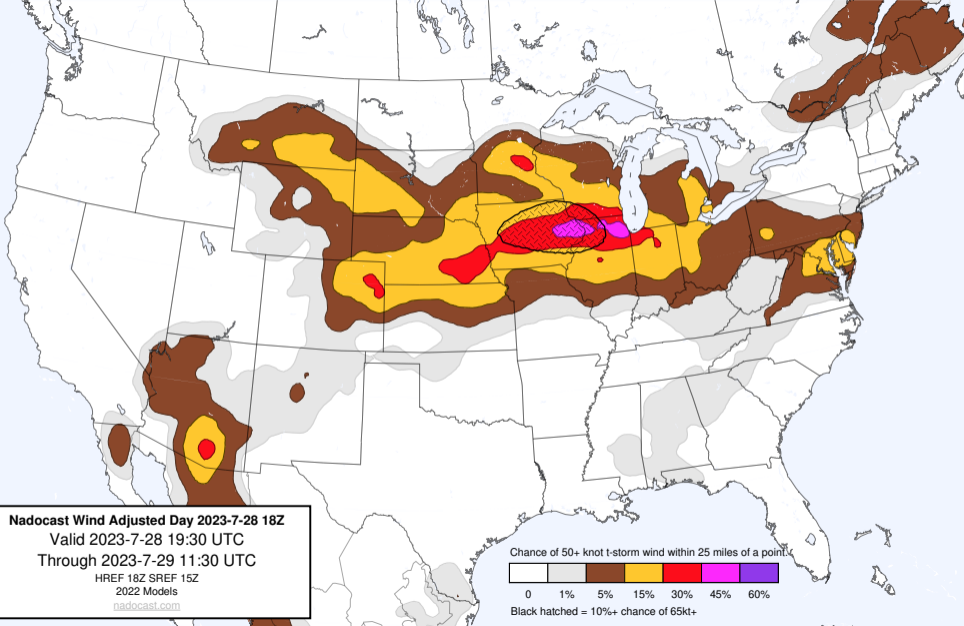 Nadocast Wind Adjusted Day 2023-7-28 18Z
Valid 2023-7-28 19:30 UTC
Through 2023-7-29 11:30 UTC
HREF 18Z SREF 15Z
2022 Models
nadocast.com
Chance of 50+ knot t-storm wind within 25 miles of a point.
0 1% 5% 15% 30% 45% 60%
Black hatched = 10%+ chance of 65kt+